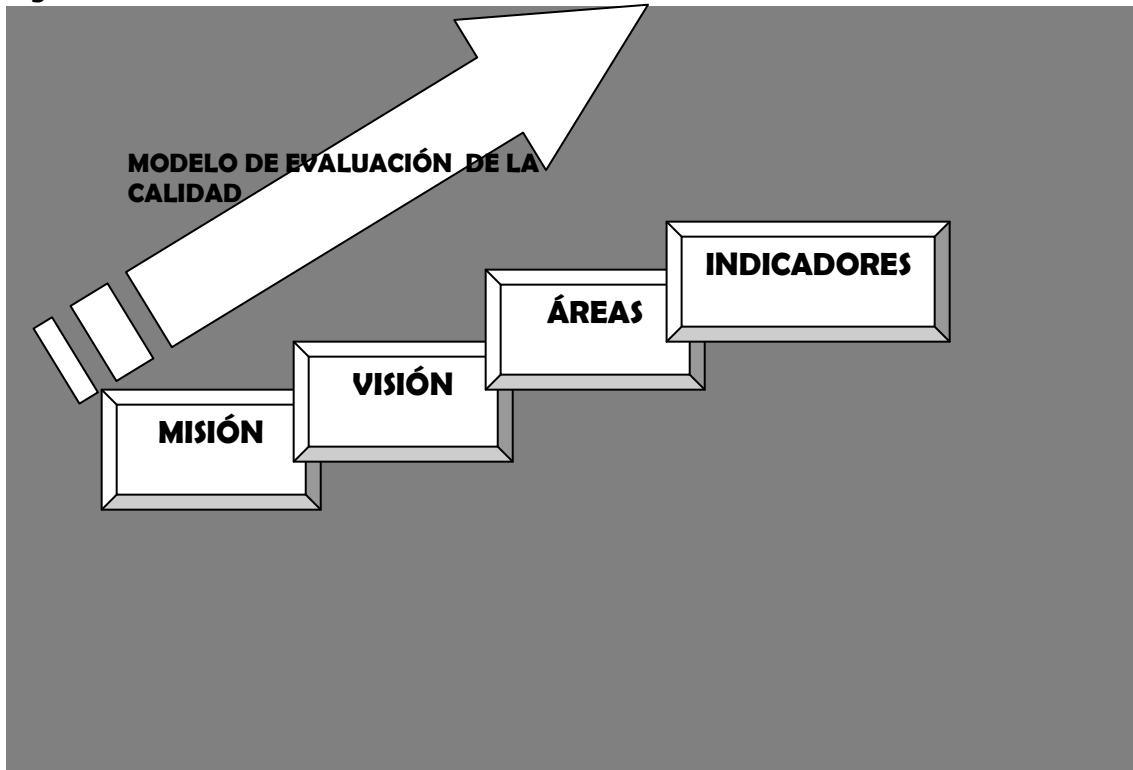 MODELO DE EVALUACIÓN DE LA
CALIDAD
INDICADORES
ÁREAS
VISIÓN
MISIÓN